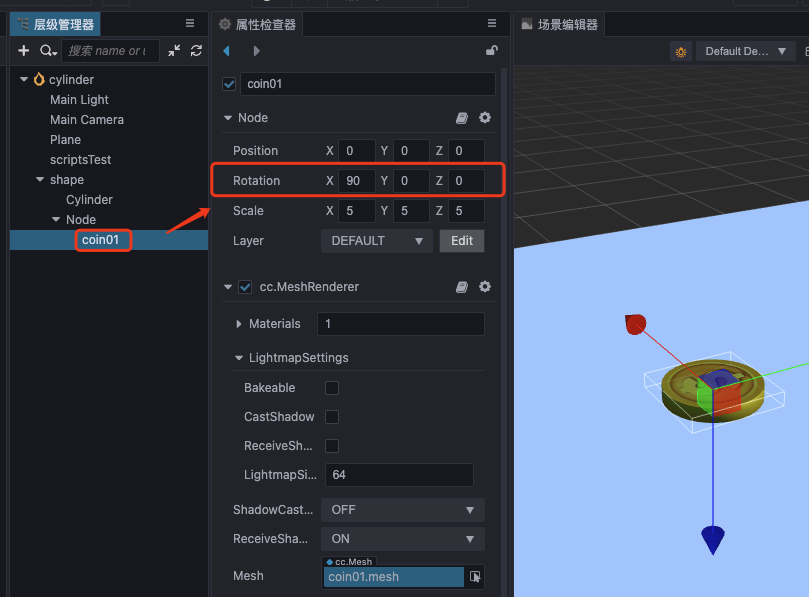 层级管理器
搜索 name or u
cylinder
Main Light
Main Camera
Plane
scriptsTest
shape
Cylinder
Node
coin01
属性检查器
coin01
Node
Position X 0 Y 0 Z 0
Rotation X 90 Y 0 Z 0
Scale X 5 Y 5 Z 5
Layer DEFAULT Edit
cc.MeshRenderer
Materials 1
LightmapSettings
Bakeable
CastShadow
ReceiveSh...
LightmapSi... 64
ShadowCast... OFF
ReceiveSha... ON
cc.Mesh
Mesh coin01.mesh
场景编辑器
Default De...